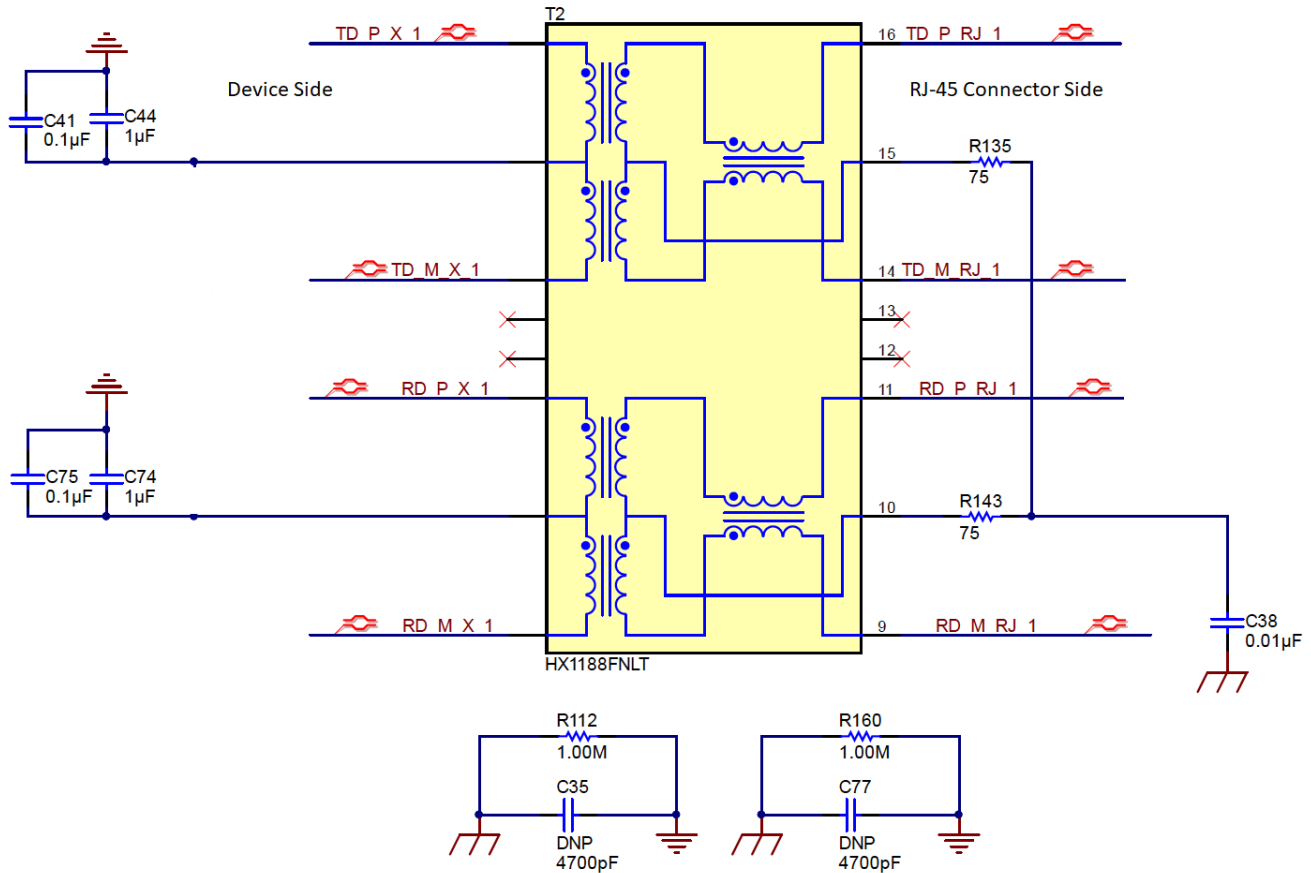 T2
TD_P_X_1
16
TD_P_RJ_1
Device Side
RJ-45 Connector Side
C41
0.1µF
C44
1µF
15
R135
75
TD_M_X_1
14
TD_M_RJ_1
13
12
RD_P_X_1
11
RD_P_RJ_1
C75
0.1µF
C74
1µF
10
R143
75
RD_M_X_1
9
RD_M_RJ_1
C38
0.01µF
HX1188FNLT
R112
1.00M
C35
DNP
4700pF
R160
1.00M
C77
DNP
4700pF